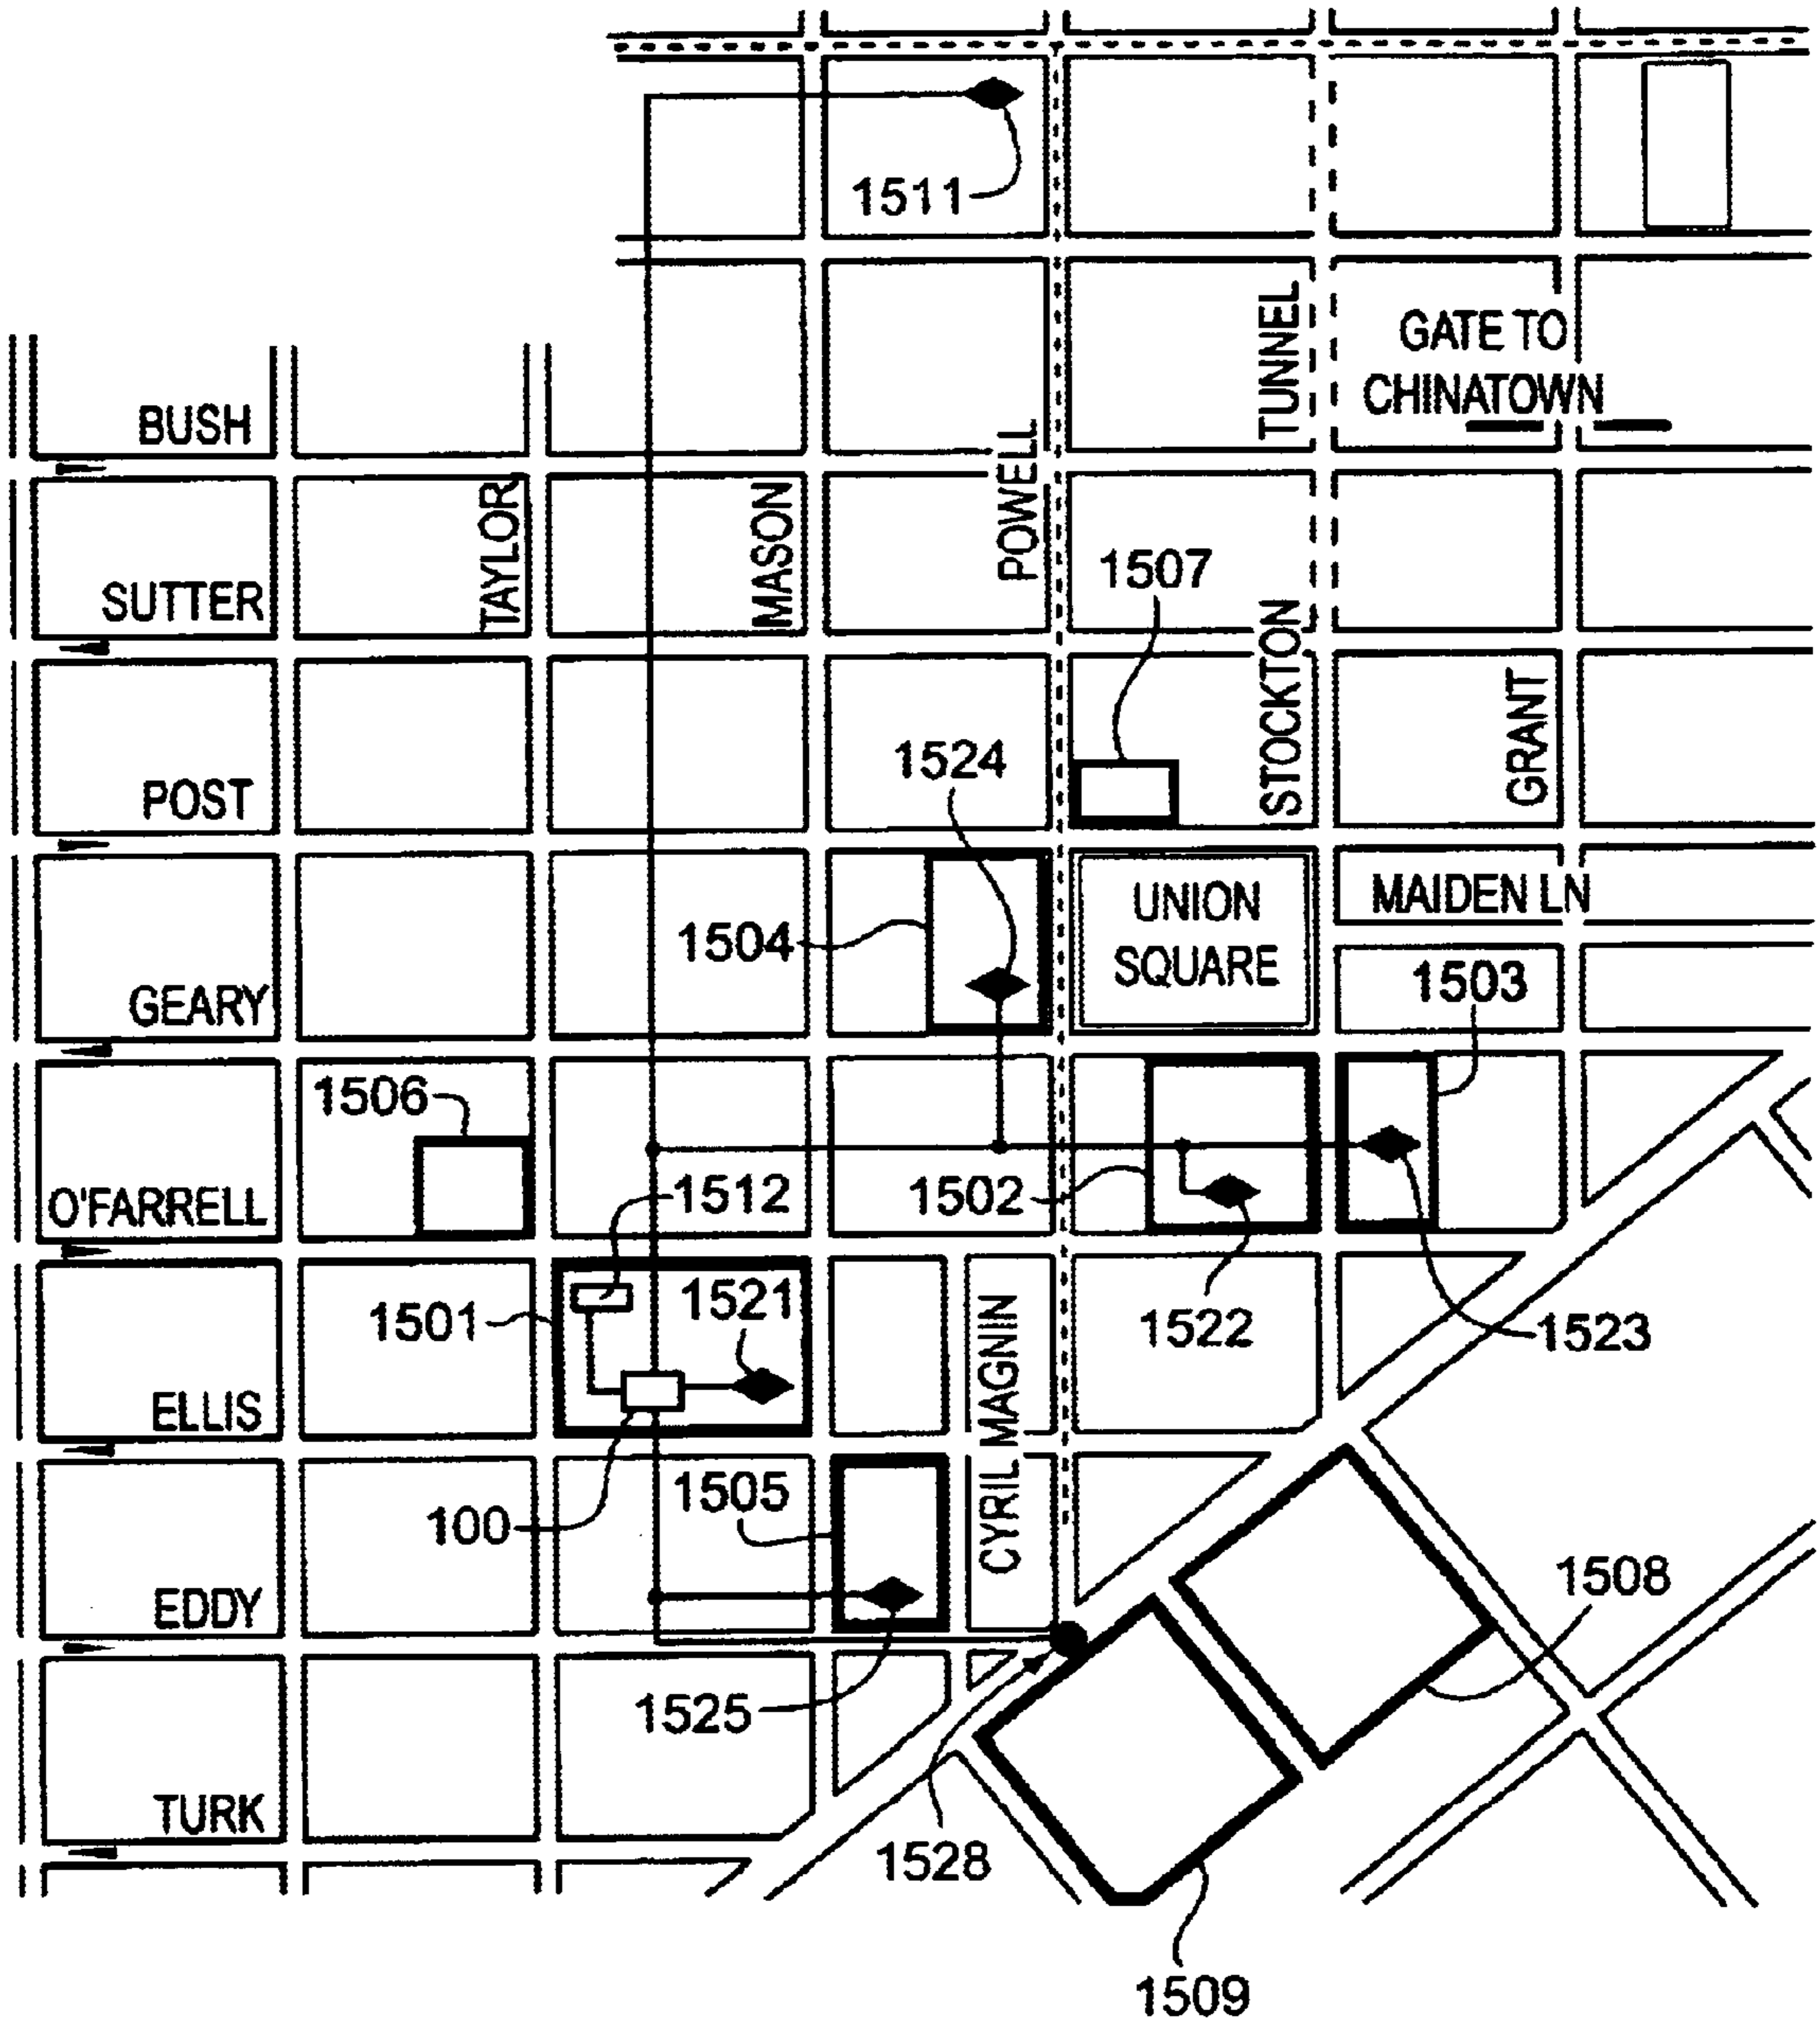 1511
TUNNEL
GATE TO
CHINATOWN
BUSH
POWELL
TAYLOR
MASON
1507
SUTTER
STOCKTON
GRANT
1524
POST
UNION
SQUARE
MAIDEN LN
1504
1503
GEARY
1506
1512
1502
O'FARRELL
1501
1521
1522
1523
CYRIL MAGNIN
ELLIS
1505
100
1508
EDDY
1525
TURK
1528
1509